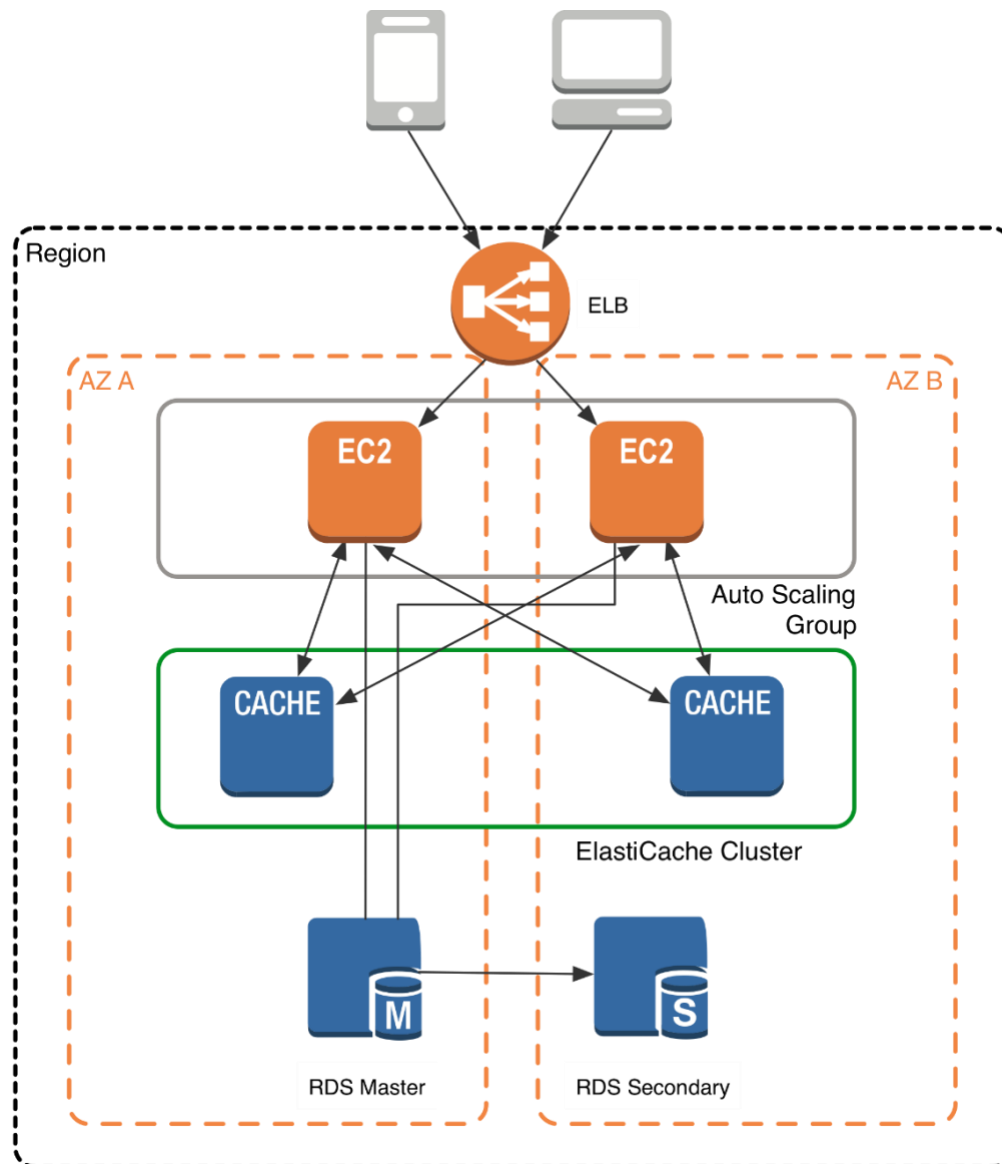 Region
ELB
AZ A
AZ B
EC2
EC2
Auto Scaling
Group
CACHE
CACHE
ElastiCache Cluster
M
S
RDS Master
RDS Secondary